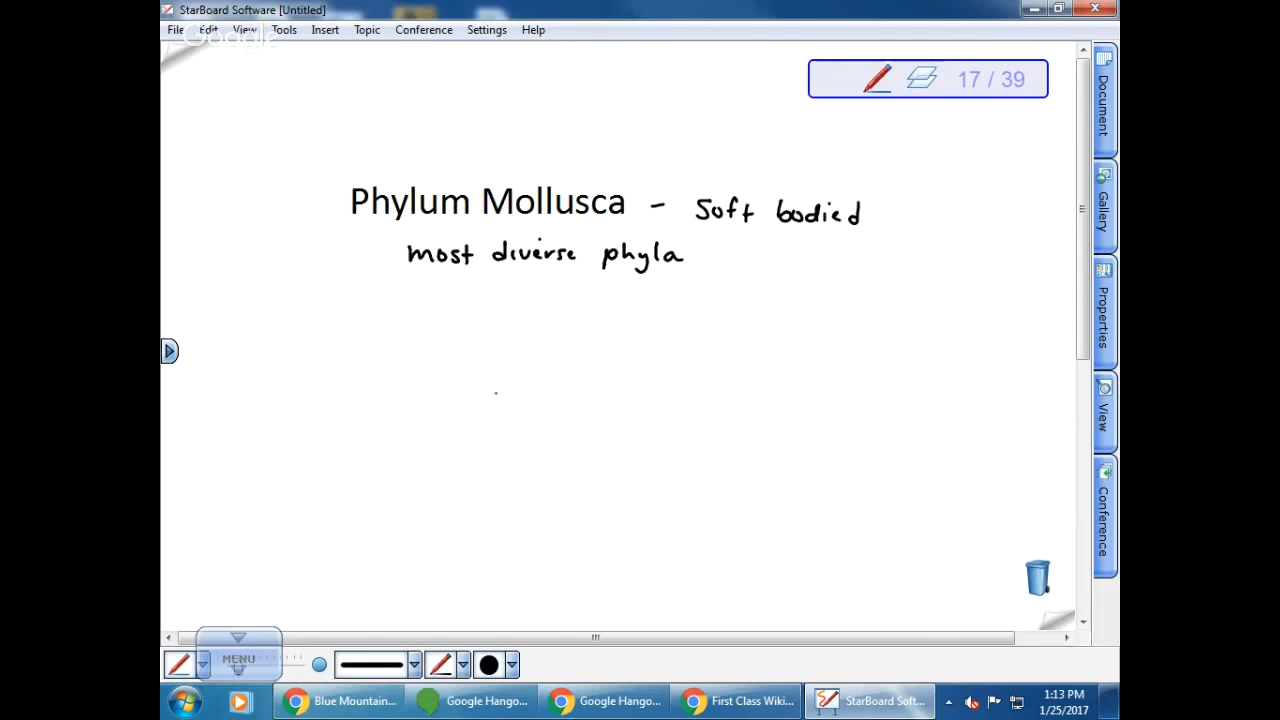 StarBoard Software [Untitled]
File Edit View Tools Insert Topic Conference Settings Help
Google
17 / 39
Phylum Mollusca - Soft bodied
most diverse phyla
Document
Gallery
Properties
View
Conference
MENU
Blue Mountain... Google Hango... Google Hango... First Class Wiki... StarBoard Soft...
1:13 PM
1/25/2017